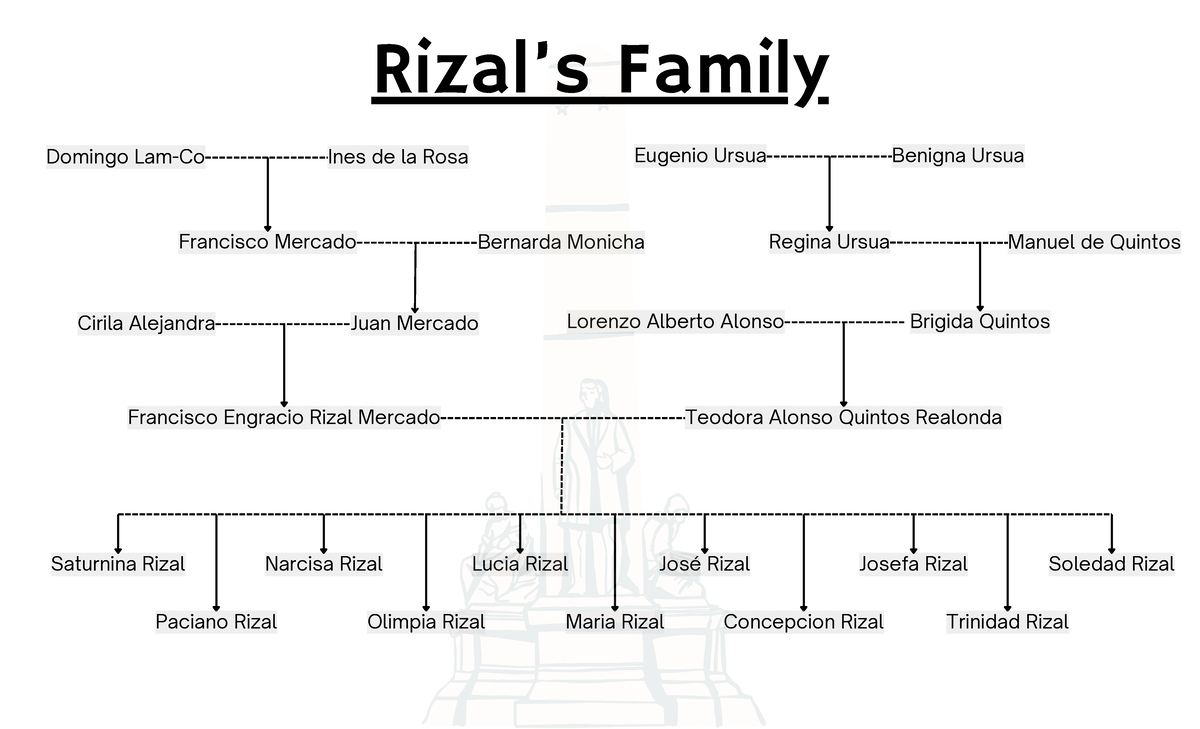 Rizal's Family
Domingo Lam-Co Ines de la Rosa Eugenio Ursua Benigna Ursua
Francisco Mercado Bernarda Monicha Regina Ursua Manuel de Quintos
Cirila Alejandra Juan Mercado Lorenzo Alberto Alonso Brigida Quintos
Francisco Engracio Rizal Mercado Teodora Alonso Quintos Realonda
Saturnina Rizal Narcisa Rizal Lucia Rizal José Rizal Josefa Rizal Soledad Rizal
Paciano Rizal Olimpia Rizal Maria Rizal Concepcion Rizal Trinidad Rizal